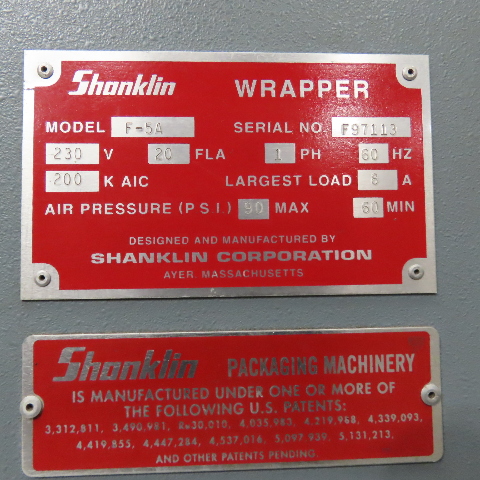 Shanklin WRAPPER
MODEL F-5A SERIAL NO. F97113
230 V 20 FLA 1 PH 60 HZ
200 K AIC LARGEST LOAD 8 A
AIR PRESSURE (P.S.I.) 90 MAX 60 MIN
DESIGNED AND MANUFACTURED BY
SHANKLIN CORPORATION
AYER, MASSACHUSETTS
Shanklin PACKAGING MACHINERY
IS MANUFACTURED UNDER ONE OR MORE OF
THE FOLLOWING U.S. PATENTS:
3,312,811, 3,490,981, Re30,010, 4,035,983, 4,219,988, 4,339,093,
4,419,855, 4,447,284, 4,537,016, 5,097,939, 5,131,213,
AND OTHER PATENTS PENDING